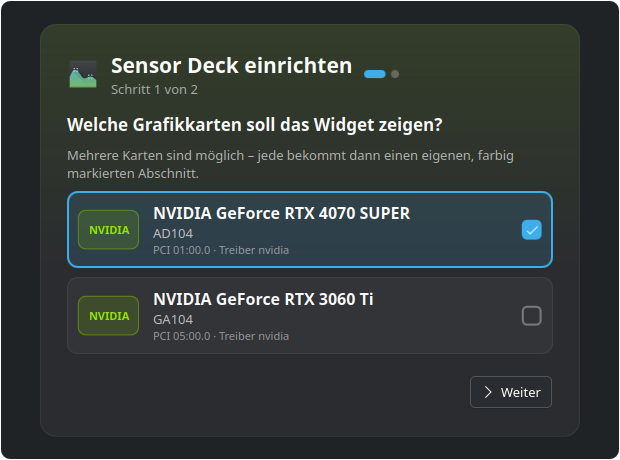 Sensor Deck einrichten
Schritt 1 von 2
Welche Grafikkarten soll das Widget zeigen?
Mehrere Karten sind möglich – jede bekommt dann einen eigenen, farbig
markierten Abschnitt.
NVIDIA
NVIDIA GeForce RTX 4070 SUPER
AD104
PCI 01:00.0 · Treiber nvidia
NVIDIA
NVIDIA GeForce RTX 3060 Ti
GA104
PCI 05:00.0 · Treiber nvidia
Weiter